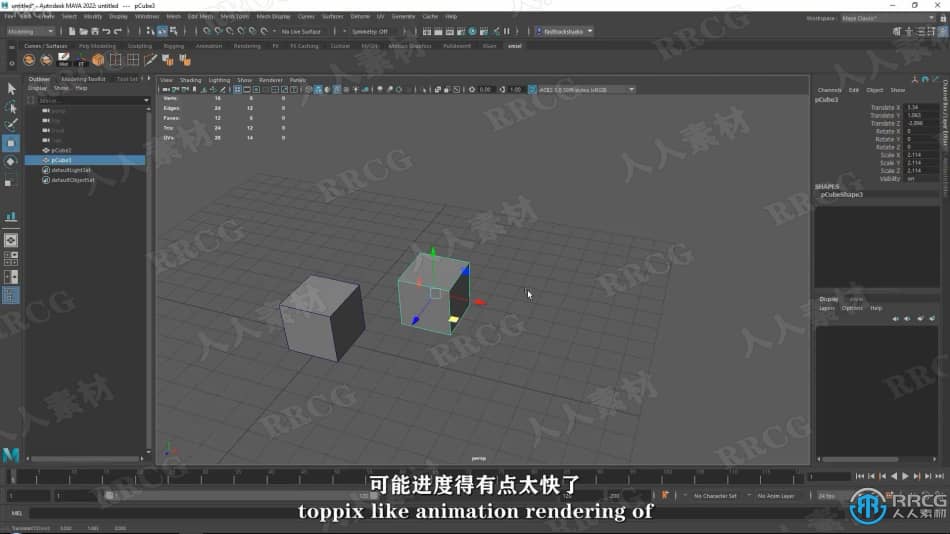 untitled* - Autodesk MAYA 2022: untitled --- pCube3
File Edit Create Select Modify Display Windows Mesh Edit Mesh Mesh Tools Mesh Display Curves Surfaces Deform UV Generate Cache Help
Workspace: Maya Classic*
Modeling
No Live Surface
Symmetry: Off
Curves / Surfaces Poly Modeling Sculpting Rigging Animation Rendering FX FX Caching Custom MASH Motion Graphics XGen
Outliner Modeling Toolkit Tool Set
Display Show Help
pCube2
pCube3
defaultLightSet
defaultObjectSet
View Shading Lighting Show Renderer Panels
0.00
1.00
Verts: 16 8 0
Edges: 24 12 0
Faces: 12 6 0
Tris: 24 12 0
UVs: 28 14 0
persp
Channels Edit Object Show
pCube3
Translate X 3.34
Translate Y 1.063
Translate Z -2.896
Rotate X 0
Rotate Y 0
Rotate Z 0
Scale X 2.114
Scale Y 2.114
Scale Z 2.114
Visibility on
SHAPES
pCubeShape3
Display Anim
Layers Options Help
1
1
1
120
120
200
No Character Set
No Anim Layer
24 fps
MEL
可能进度得有点太快了
toppix like animation rendering of
RRCG
人人素材